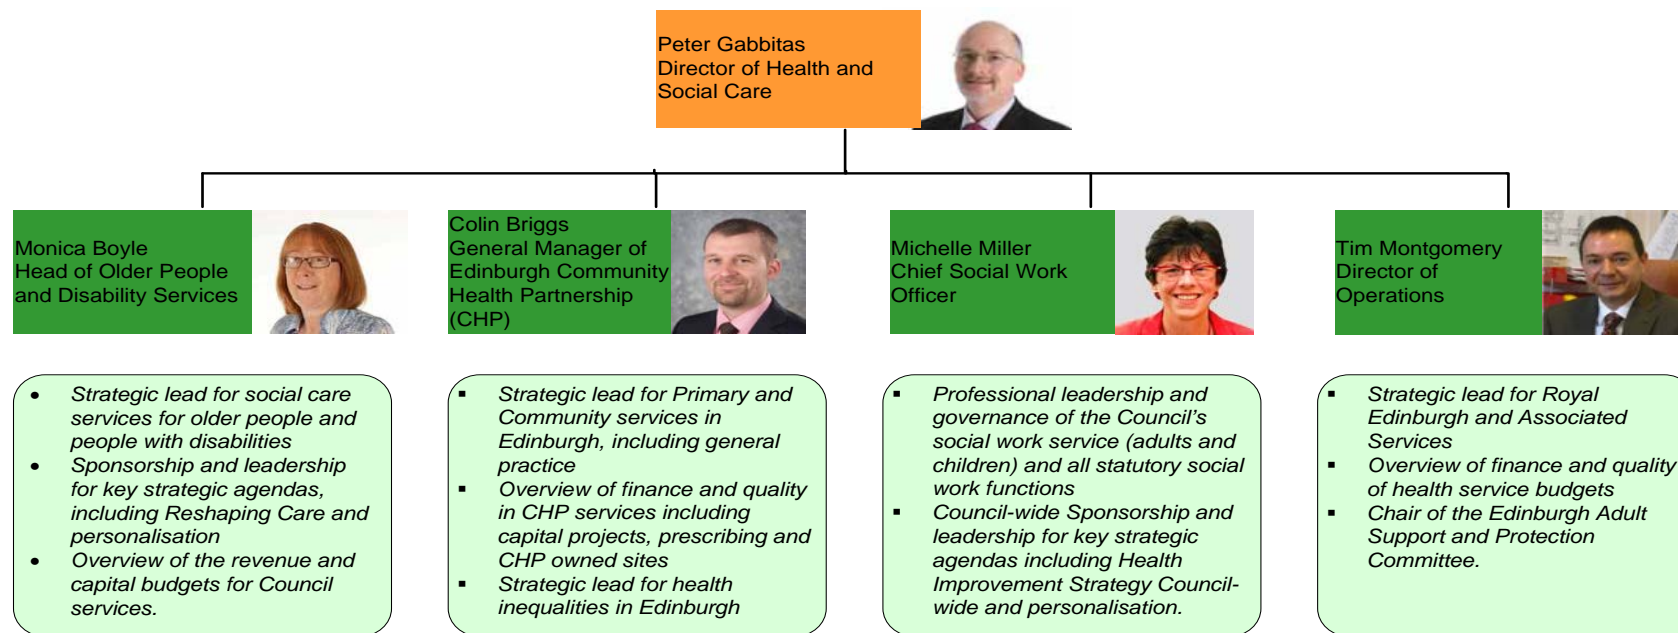 Peter Gabbitas
Director of Health and
Social Care
Monica Boyle
Head of Older People
and Disability Services
Colin Briggs
General Manager of
Edinburgh Community
Health Partnership
(CHP)
Michelle Miller
Chief Social Work
Officer
Tim Montgomery
Director of
Operations
• Strategic lead for social care
services for older people and
people with disabilities
• Sponsorship and leadership
for key strategic agendas,
including Reshaping Care and
personalisation
• Overview of the revenue and
capital budgets for Council
services.
▪ Strategic lead for Primary and
Community services in
Edinburgh, including general
practice
▪ Overview of finance and quality
in CHP services including
capital projects, prescribing and
CHP owned sites
▪ Strategic lead for health
inequalities in Edinburgh
▪ Professional leadership and
governance of the Council's
social work service (adults and
children) and all statutory social
work functions
▪ Council-wide Sponsorship and
leadership for key strategic
agendas including Health
Improvement Strategy Council-
wide and personalisation.
▪ Strategic lead for Royal
Edinburgh and Associated
Services
▪ Overview of finance and quality
of health service budgets
▪ Chair of the Edinburgh Adult
Support and Protection
Committee.